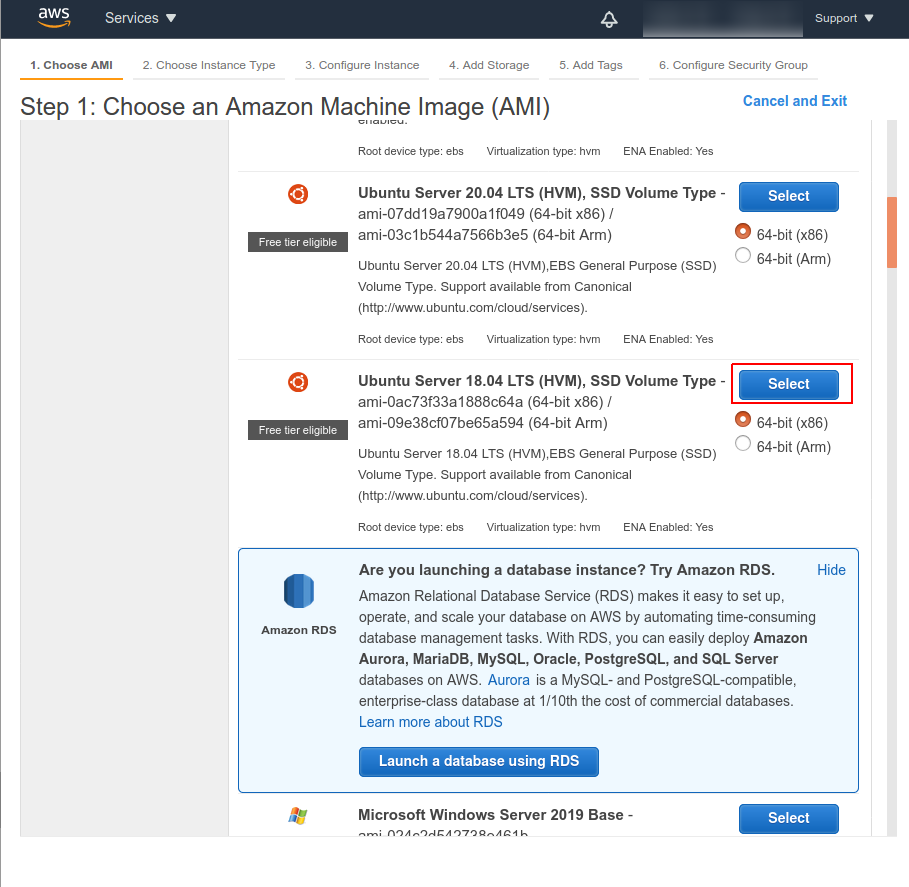 aws Services Support
1. Choose AMI 2. Choose Instance Type 3. Configure Instance 4. Add Storage 5. Add Tags 6. Configure Security Group
Step 1: Choose an Amazon Machine Image (AMI) Cancel and Exit
enabled.
Root device type: ebs Virtualization type: hvm ENA Enabled: Yes
Ubuntu Server 20.04 LTS (HVM), SSD Volume Type - Select
ami-07dd19a7900a1f049 (64-bit x86) /
ami-03c1b544a7566b3e5 (64-bit Arm) 64-bit (x86)
Free tier eligible
64-bit (Arm)
Ubuntu Server 20.04 LTS (HVM),EBS General Purpose (SSD)
Volume Type. Support available from Canonical
(http://www.ubuntu.com/cloud/services).
Root device type: ebs Virtualization type: hvm ENA Enabled: Yes
Ubuntu Server 18.04 LTS (HVM), SSD Volume Type - Select
ami-0ac73f33a1888c64a (64-bit x86) /
ami-09e38cf07be65a594 (64-bit Arm) 64-bit (x86)
Free tier eligible
64-bit (Arm)
Ubuntu Server 18.04 LTS (HVM),EBS General Purpose (SSD)
Volume Type. Support available from Canonical
(http://www.ubuntu.com/cloud/services).
Root device type: ebs Virtualization type: hvm ENA Enabled: Yes
Are you launching a database instance? Try Amazon RDS. Hide
Amazon RDS
Amazon Relational Database Service (RDS) makes it easy to set up,
operate, and scale your database on AWS by automating time-consuming
database management tasks. With RDS, you can easily deploy Amazon
Aurora, MariaDB, MySQL, Oracle, PostgreSQL, and SQL Server
databases on AWS. Aurora is a MySQL- and PostgreSQL-compatible,
enterprise-class database at 1/10th the cost of commercial databases.
Learn more about RDS
Launch a database using RDS
Microsoft Windows Server 2019 Base - Select
ami-024c2d542738e461b